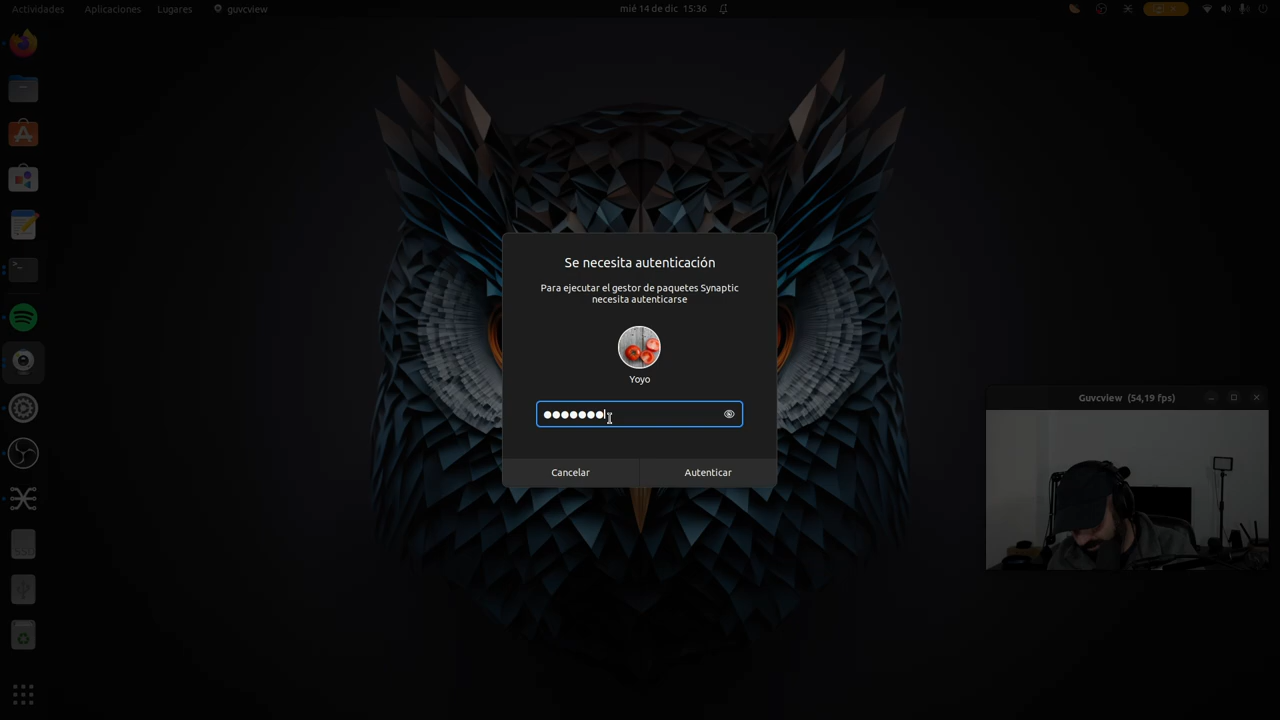 Actividades
Aplicaciones
Lugares
guvcview
mié 14 de dic 15:36
Se necesita autenticación
Para ejecutar el gestor de paquetes Synaptic
necesita autenticarse
Yoyo
●●●●●●●
Cancelar
Autenticar
Guvcview (54,19 fps)